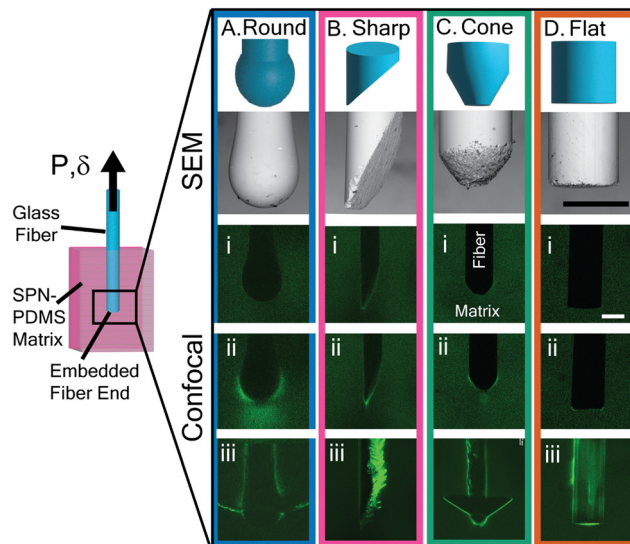 A.Round
B. Sharp
C. Cone
D. Flat
SEM
P,δ
Glass
Fiber
SPN-
PDMS
Matrix
Embedded
Fiber End
Confocal
i
i
i
Fiber
Matrix
i
ii
ii
ii
ii
iii
iii
iii
iii